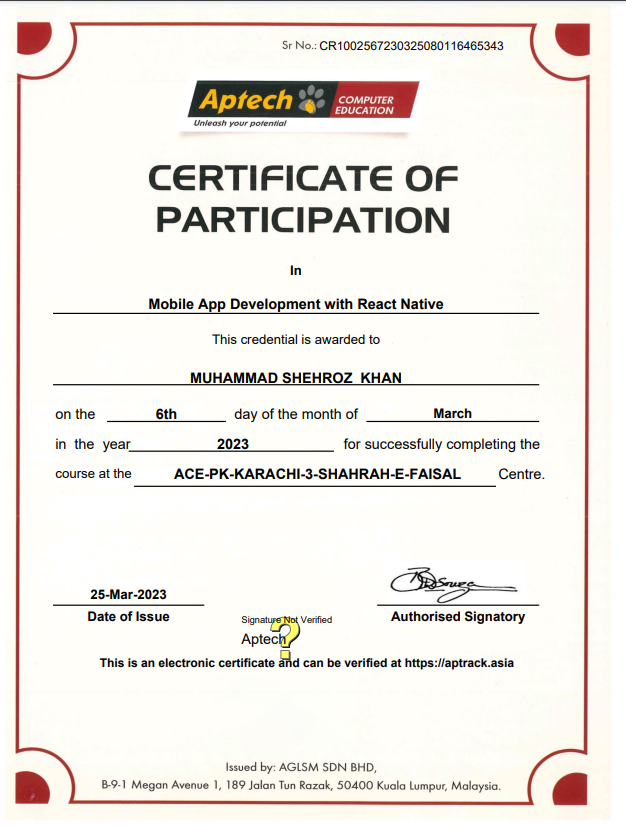 Sr No.: CR1002567230325080116465343
Aptech COMPUTER EDUCATION
Unleash your potential
CERTIFICATE OF
PARTICIPATION
In
Mobile App Development with React Native
This credential is awarded to
MUHAMMAD SHEHROZ KHAN
on the 6th day of the month of March
in the year 2023 for successfully completing the
course at the ACE-PK-KARACHI-3-SHAHRAH-E-FAISAL Centre.
25-Mar-2023
Date of Issue
Authorised Signatory
Signature Not Verified
Aptech
?
This is an electronic certificate and can be verified at https://aptrack.asia
Issued by: AGLSM SDN BHD,
B-9-1 Megan Avenue 1, 189 Jalan Tun Razak, 50400 Kuala Lumpur, Malaysia.